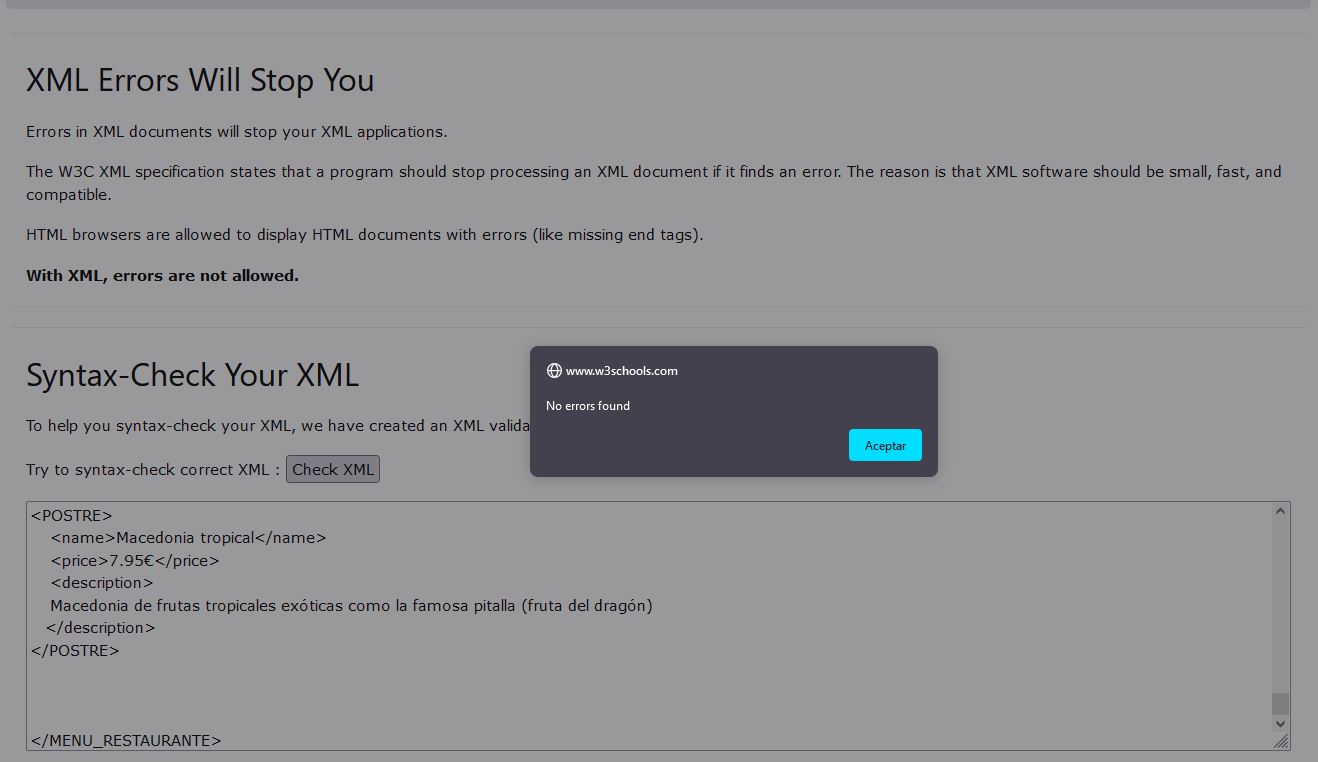 XML Errors Will Stop You
Errors in XML documents will stop your XML applications.
The W3C XML specification states that a program should stop processing an XML document if it finds an error. The reason is that XML software should be small, fast, and
compatible.
HTML browsers are allowed to display HTML documents with errors (like missing end tags).
With XML, errors are not allowed.
Syntax-Check Your XML
To help you syntax-check your XML, we have created an XML valida
Try to syntax-check correct XML : Check XML
www.w3schools.com
No errors found
Aceptar
<POSTRE>
<name>Macedonia tropical</name>
<price>7.95€</price>
<description>
Macedonia de frutas tropicales exóticas como la famosa pitalla (fruta del dragón)
</description>
</POSTRE>
</MENU_RESTAURANTE>